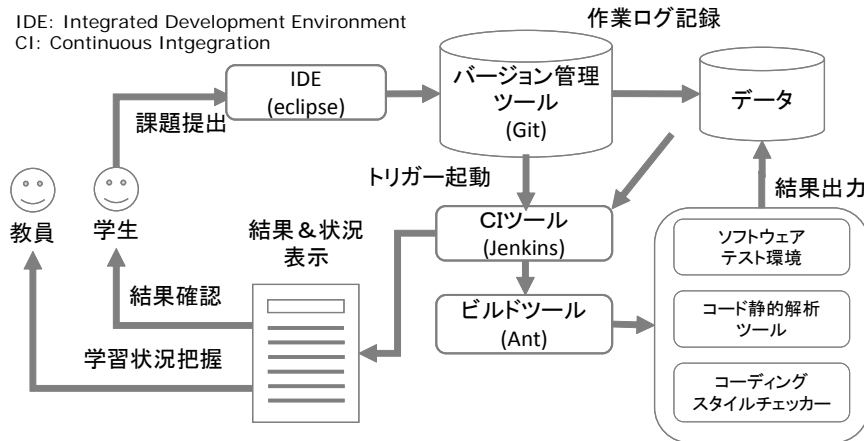 IDE: Integrated Development Environment
CI: Continuous Intgegration
作業ログ記録
IDE
(eclipse)
バージョン管理
ツール
(Git)
データ
課題提出
トリガー起動
結果出力
教員
学生
結果&状況
表示
CIツール
(Jenkins)
ソフトウェア
テスト環境
結果確認
ビルドツール
(Ant)
コード静的解析
ツール
学習状況把握
コーディング
スタイルチェッカー